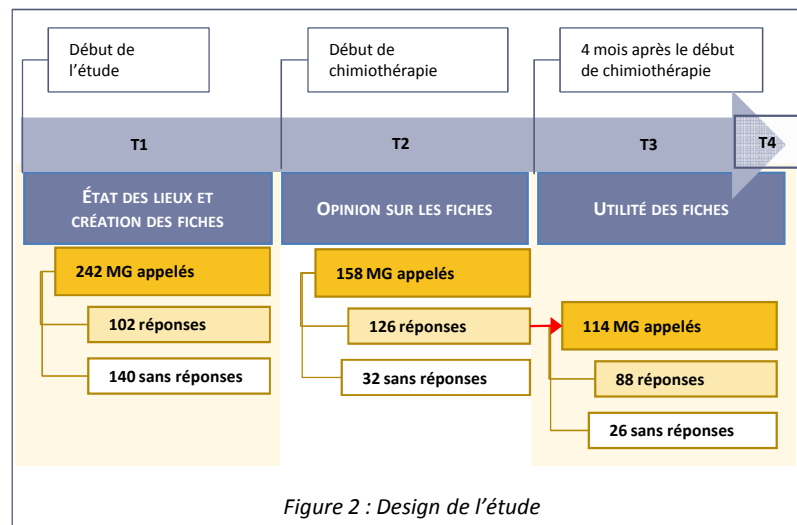 Début de
l'étude
Début de
chimiothérapie
4 mois après le début
de chimiothérapie
T1
T2
T3
T4
ÉTAT DES LIEUX ET
CRÉATION DES FICHES
OPINION SUR LES FICHES
UTILITÉ DES FICHES
242 MG appelés
102 réponses
140 sans réponses
158 MG appelés
126 réponses
32 sans réponses
114 MG appelés
88 réponses
26 sans réponses
Figure 2 : Design de l'étude